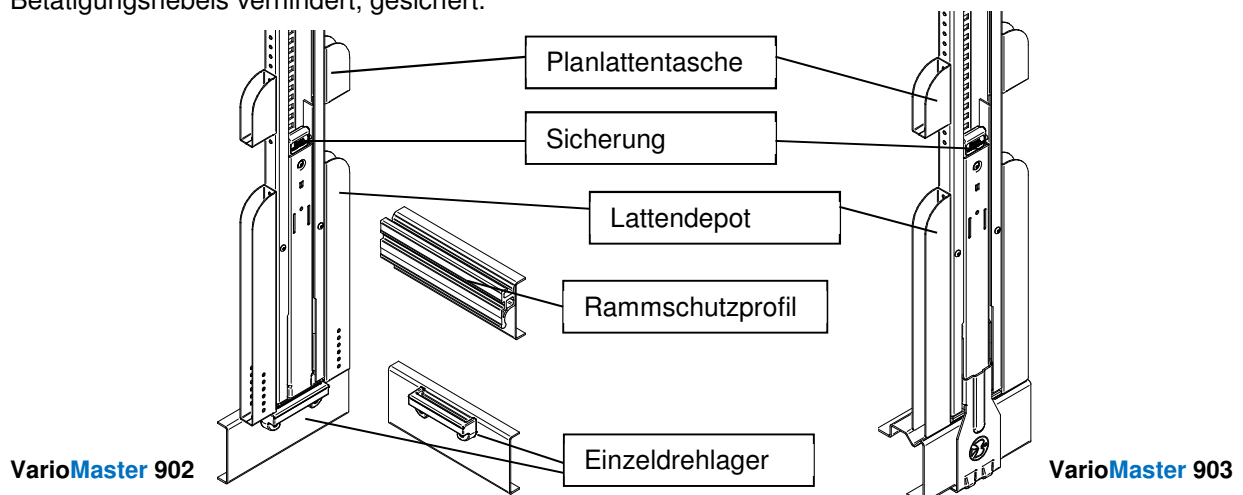 Betätigungshebels verhindert, gesichert.
Planlattentasche
Sicherung
Lattendepot
Rammschutzprofil
Einzeldrehlager
VarioMaster 902
VarioMaster 903